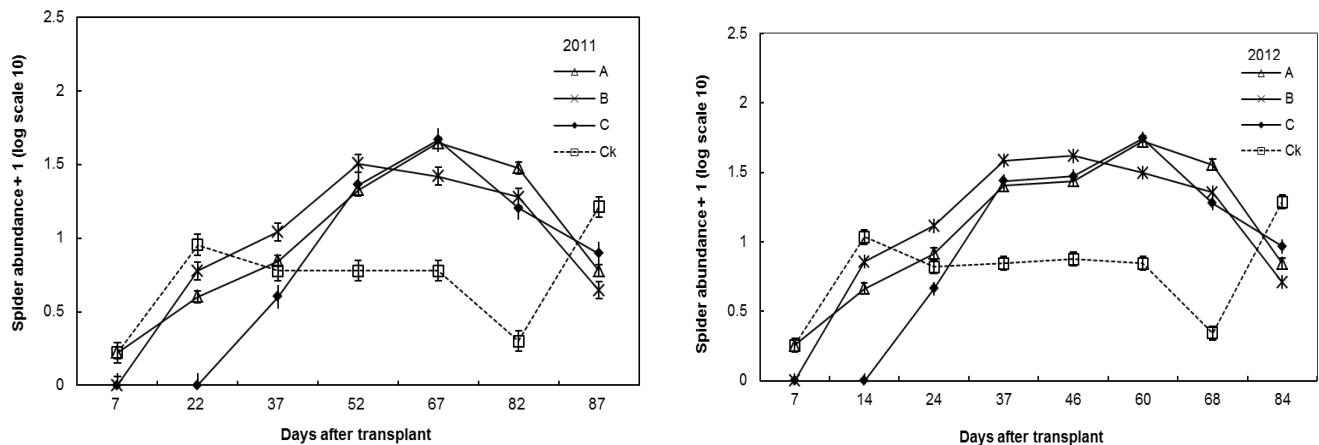 2.5
2
1.5
1
0.5
0
Spider abundance + 1 (log scale 10)
2011
A
B
C
Ck
7 22 37 52 67 82 87
Days after transplant
2.5
2
1.5
1
0.5
0
Spider abundance + 1 (log scale 10)
2012
A
B
C
Ck
7 14 24 37 46 60 68 84
Days after transplant